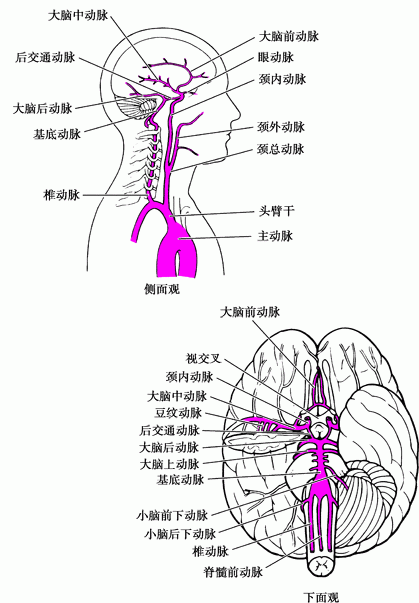 大脑中动脉
后交通动脉
大脑后动脉
基底动脉
椎动脉
大脑前动脉
眼动脉
颈内动脉
颈外动脉
颈总动脉
头臂干
主动脉
侧面观
大脑前动脉
视交叉
颈内动脉
大脑中动脉
豆纹动脉
后交通动脉
大脑后动脉
大脑上动脉
基底动脉
小脑前下动脉
小脑后下动脉
椎动脉
脊髓前动脉
下面观